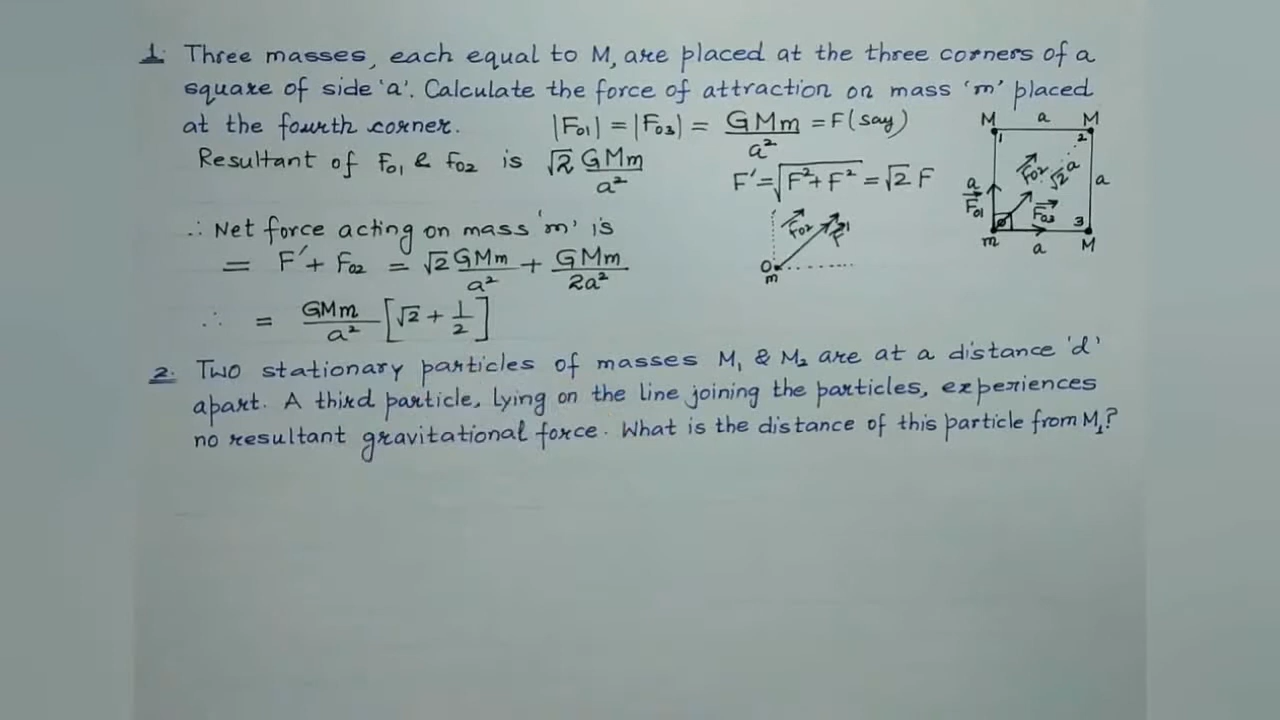 1. Three masses, each equal to M, are placed at the three corners of a
square of side 'a'. Calculate the force of attraction on mass 'm' placed
at the fourth corner. |F01| = |F03| = GMm/a² = F (say)
Resultant of F01 & F02 is √2 GMm/a²
F' = √(F² + F²) = √2 F
∴ Net force acting on mass 'm' is
= F' + F02 = √2 GMm/a² + GMm/2a²
∴ = GMm/a² [√2 + 1/2]
M a M
1 2
a F01 F02 √2a a
F03 3
m a M
F02 F'
O
m
2. Two stationary particles of masses M1 & M2 are at a distance 'd'
apart. A third particle, lying on the line joining the particles, experiences
no resultant gravitational force. What is the distance of this particle from M1?